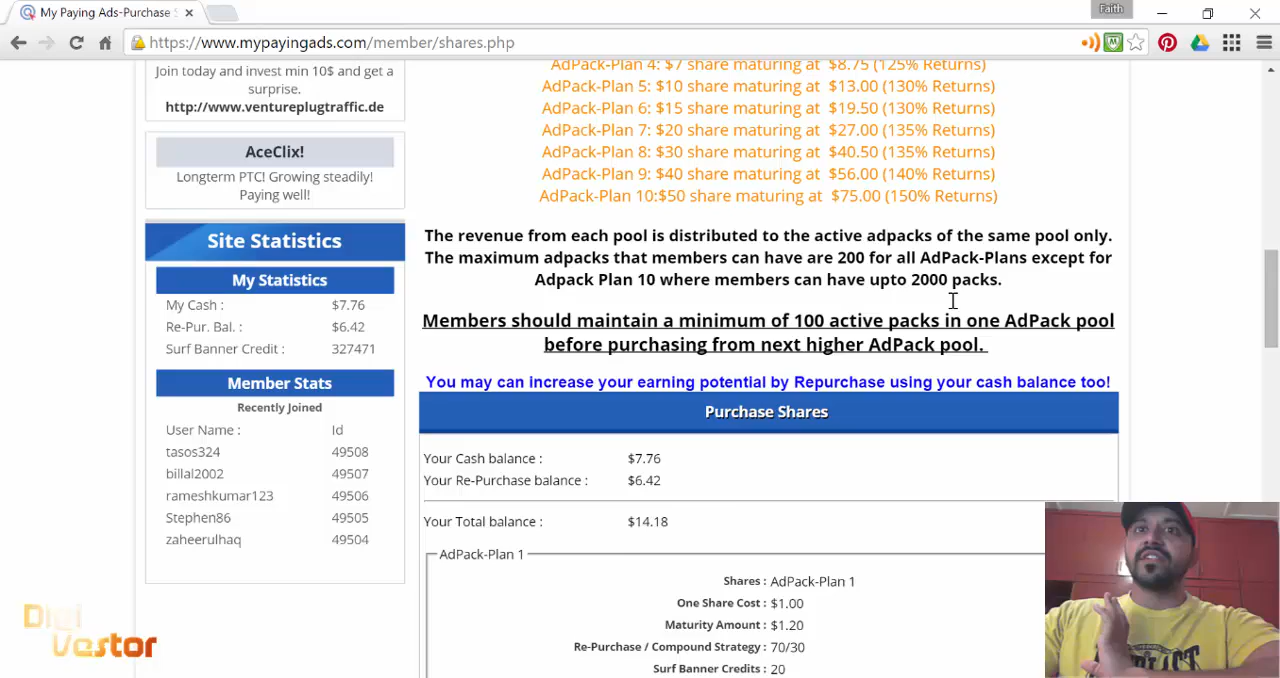 My Paying Ads-Purchase
Faith
https://www.mypayingads.com/member/shares.php
Join today and invest min 10$ and get a
surprise.
http://www.ventureplugtraffic.de
AceClix!
Longterm PTC! Growing steadily!
Paying well!
Site Statistics
My Statistics
My Cash : $7.76
Re-Pur. Bal. : $6.42
Surf Banner Credit : 327471
Member Stats
Recently Joined
User Name : Id
tasos324 49508
billal2002 49507
rameshkumar123 49506
Stephen86 49505
zaheerulhaq 49504
AdPack-Plan 4: $7 share maturing at $8.75 (125% Returns)
AdPack-Plan 5: $10 share maturing at $13.00 (130% Returns)
AdPack-Plan 6: $15 share maturing at $19.50 (130% Returns)
AdPack-Plan 7: $20 share maturing at $27.00 (135% Returns)
AdPack-Plan 8: $30 share maturing at $40.50 (135% Returns)
AdPack-Plan 9: $40 share maturing at $56.00 (140% Returns)
AdPack-Plan 10:$50 share maturing at $75.00 (150% Returns)
The revenue from each pool is distributed to the active adpacks of the same pool only.
The maximum adpacks that members can have are 200 for all AdPack-Plans except for
Adpack Plan 10 where members can have upto 2000 packs.
Members should maintain a minimum of 100 active packs in one AdPack pool
before purchasing from next higher AdPack pool.
You may can increase your earning potential by Repurchase using your cash balance too!
Purchase Shares
Your Cash balance : $7.76
Your Re-Purchase balance : $6.42
Your Total balance : $14.18
AdPack-Plan 1
Shares : AdPack-Plan 1
One Share Cost : $1.00
Maturity Amount : $1.20
Re-Purchase / Compound Strategy : 70/30
Surf Banner Credits : 20
Digi
Vestor